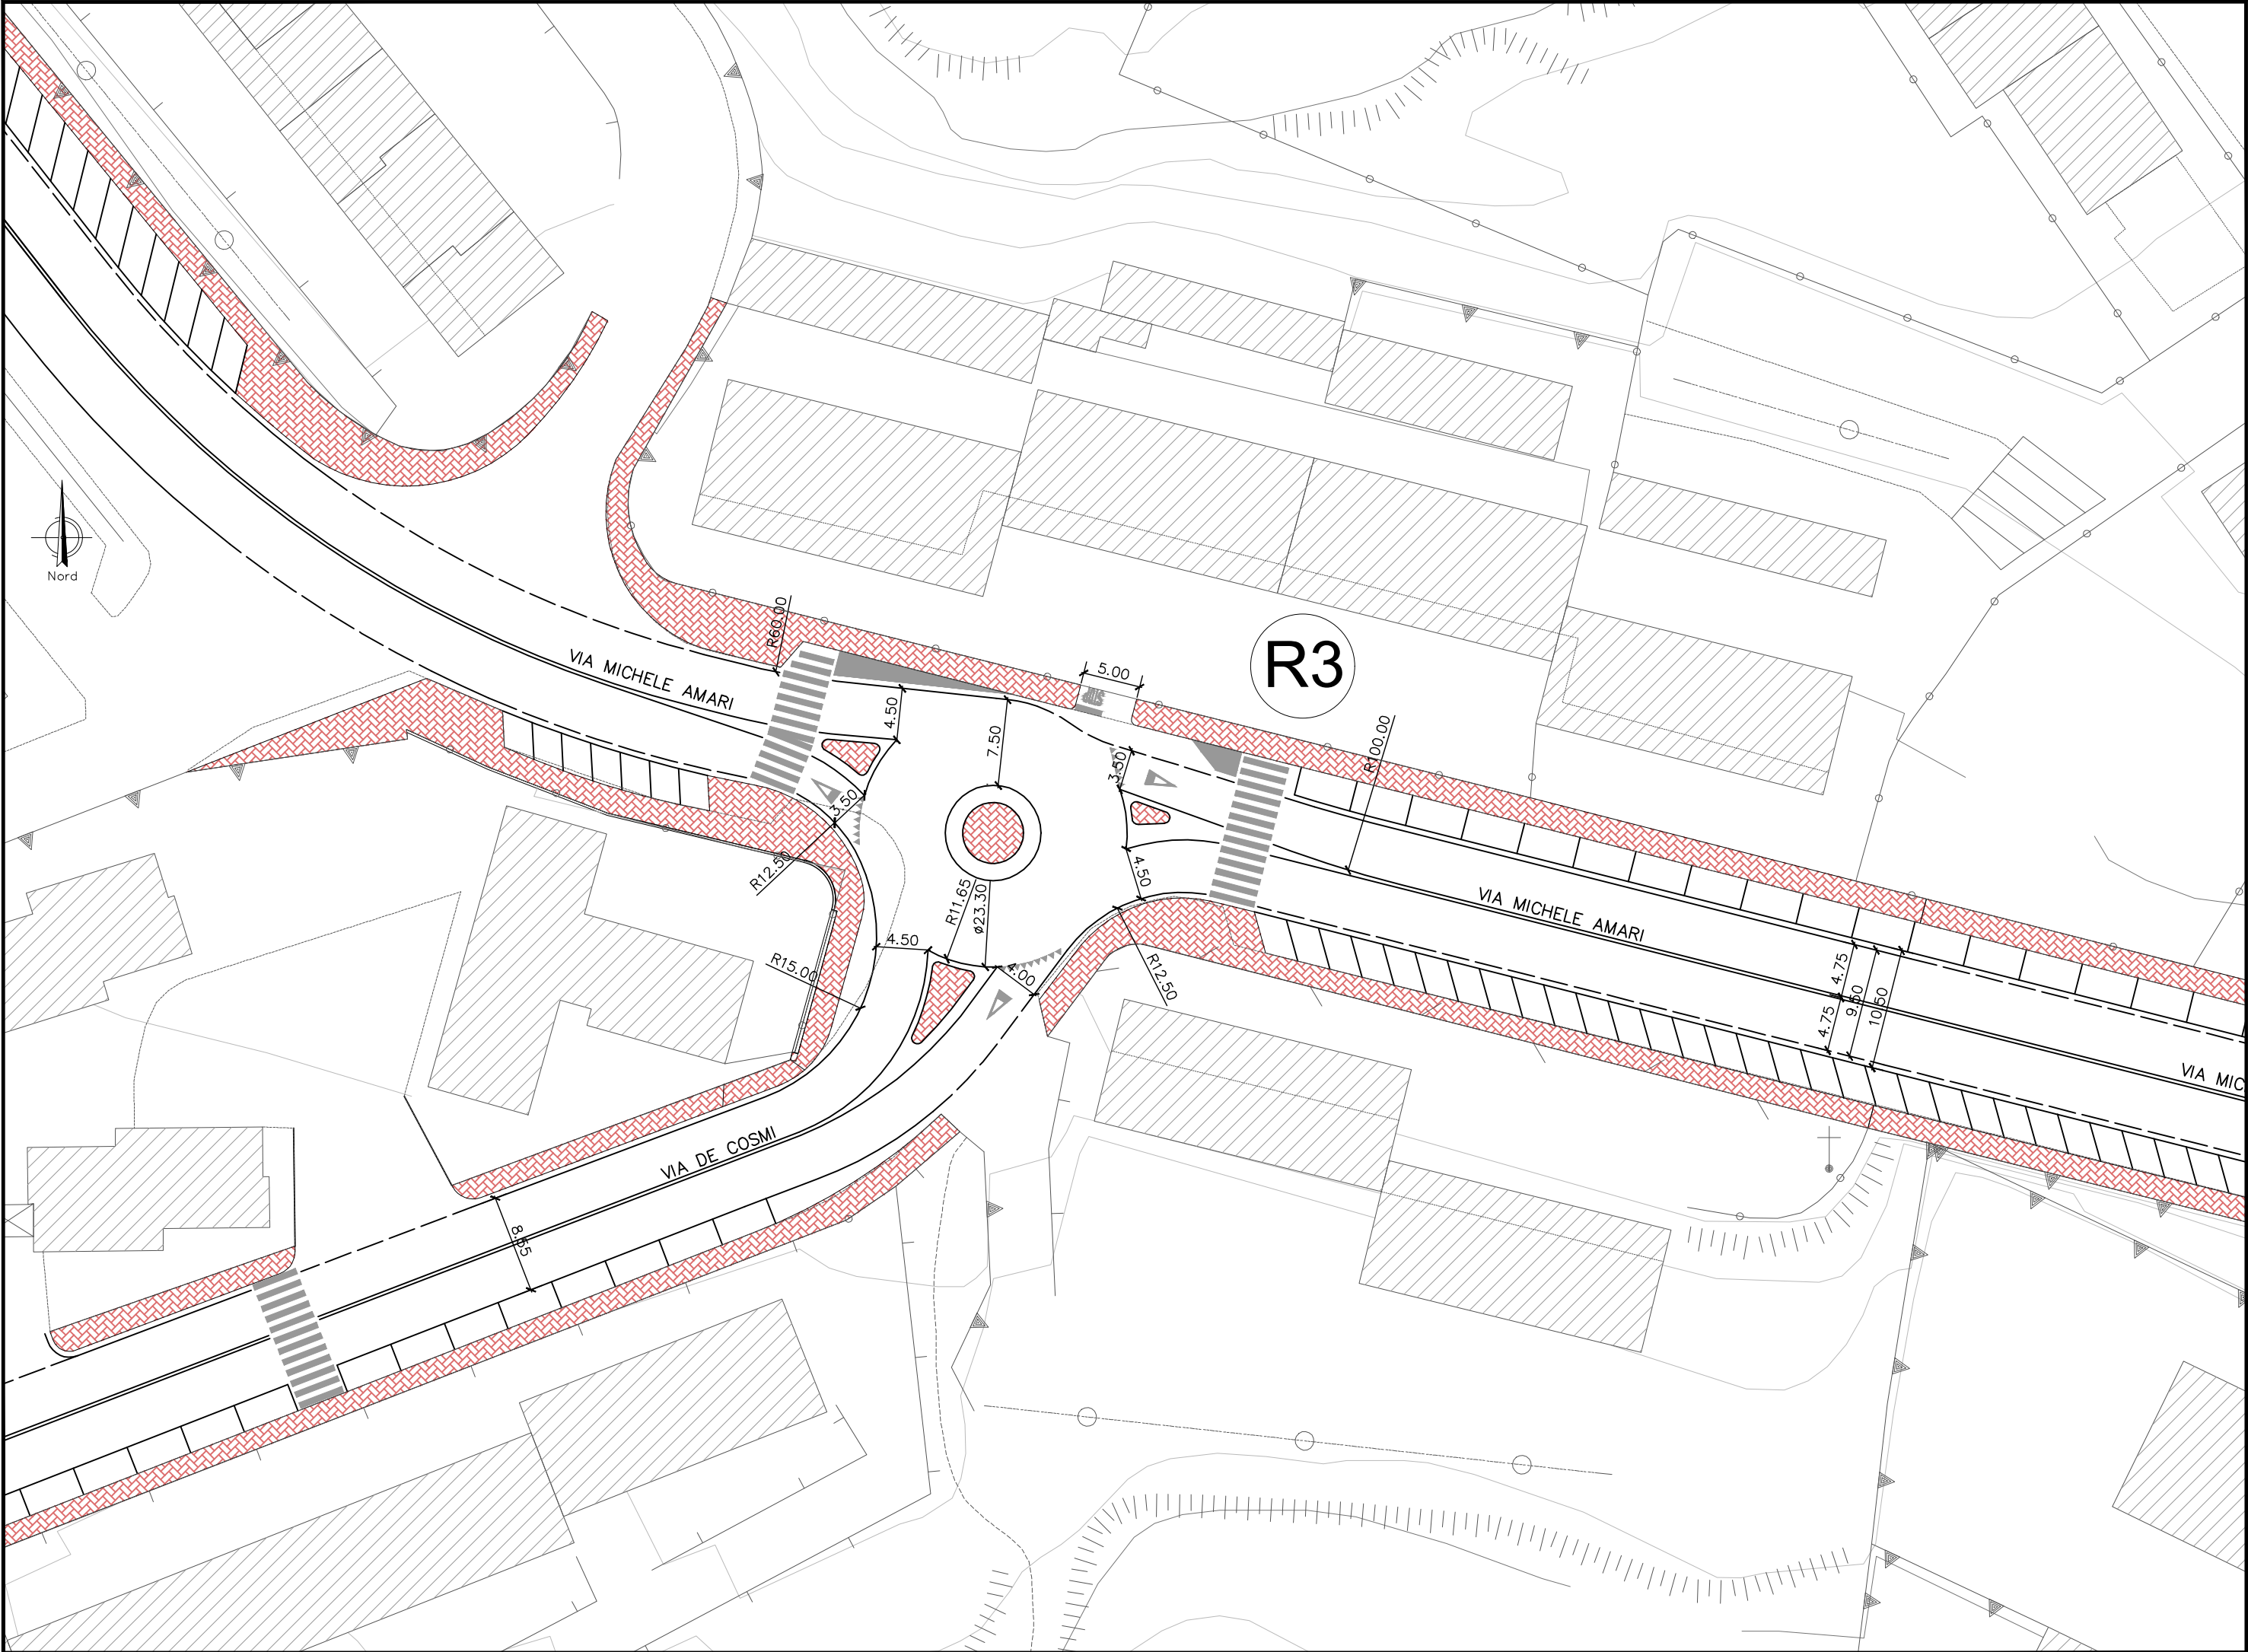 Nord
R60.00
VIA MICHELE AMARI
5.00
R3
4.50
7.50
R100.00
3.50
3.50
R12.50
4.50
VIA MICHELE AMARI
R11.65
ø23.30
4.50
R15.00
4.00
R12.50
4.75
9.50
10.50
4.75
VIA MIC
VIA DE COSMI
8.55